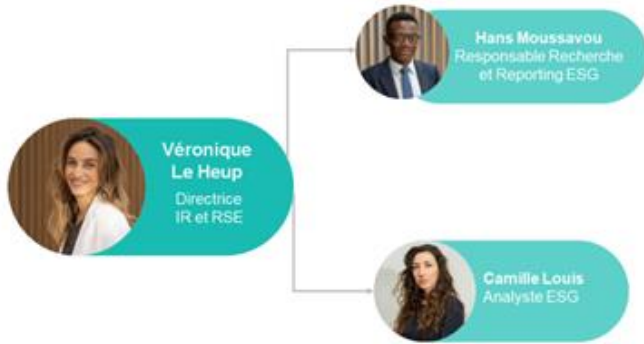 Hans Moussavou
Responsable Recherche
et Reporting ESG
Véronique
Le Heup
Directrice
IR et RSE
Camille Louis
Analyste ESG